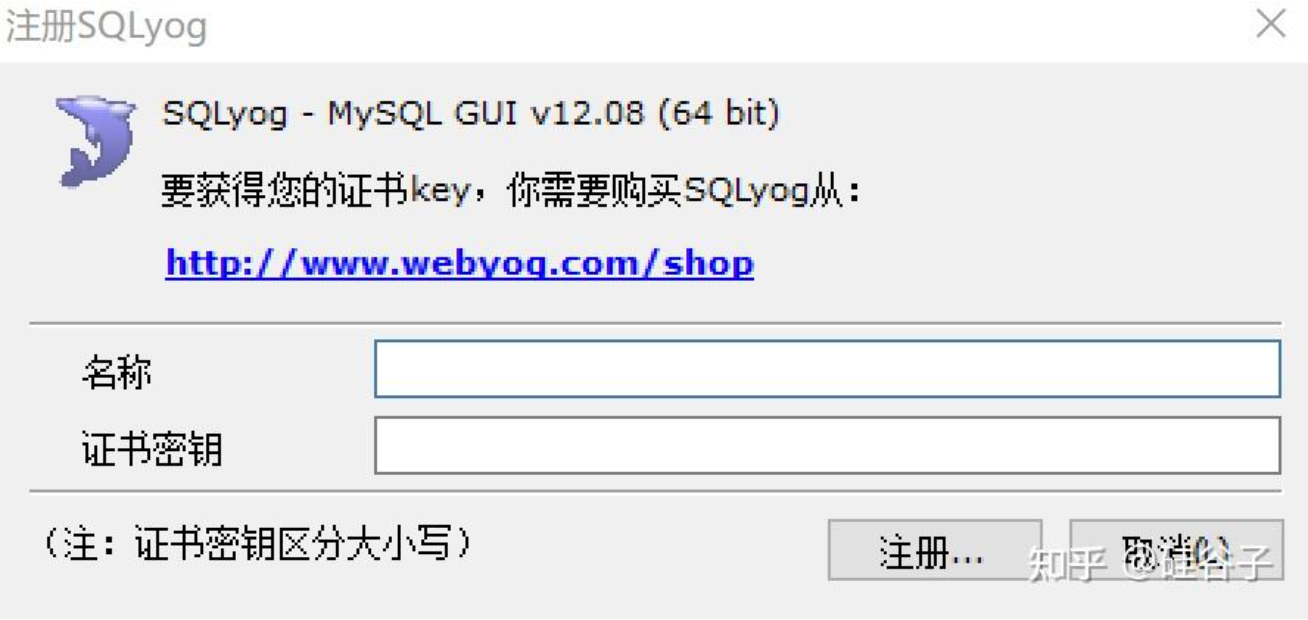 注册SQLyog
SQLyog - MySQL GUI v12.08 (64 bit)
要获得您的证书key，你需要购买SQLyog从：
http://www.webyog.com/shop
名称
证书密钥
（注：证书密钥区分大小写）
注册...
取消(L)
知乎 @硅谷子